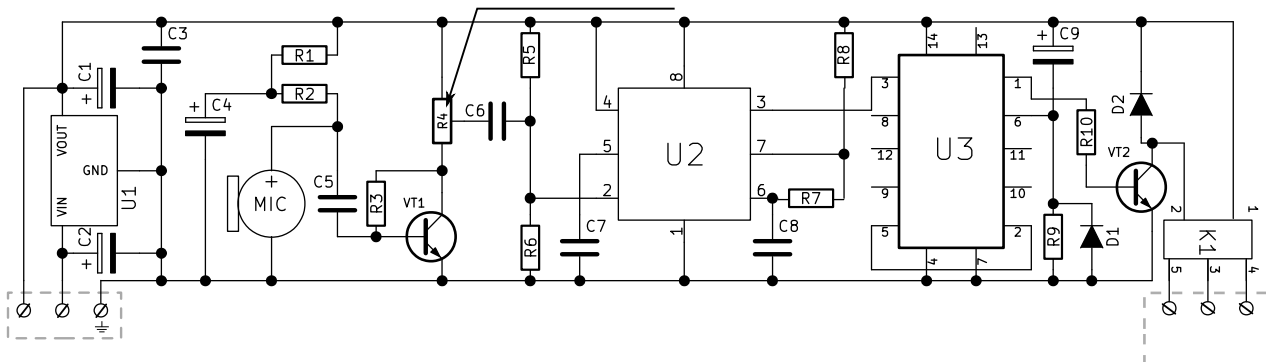 C3
C1
+
VOUT
GND
VIN
U1
C2
+
R1
R2
C4
+
MIC
+
C5
R3
VT1
R4
C6
R5
R6
U2
4
5
2
8
1
3
7
6
C7
R7
C8
R8
U3
3
8
12
9
5
14
13
1
6
11
10
2
4
7
C9
+
R10
R9
D1
D2
VT2
K1
2
1
5
3
4